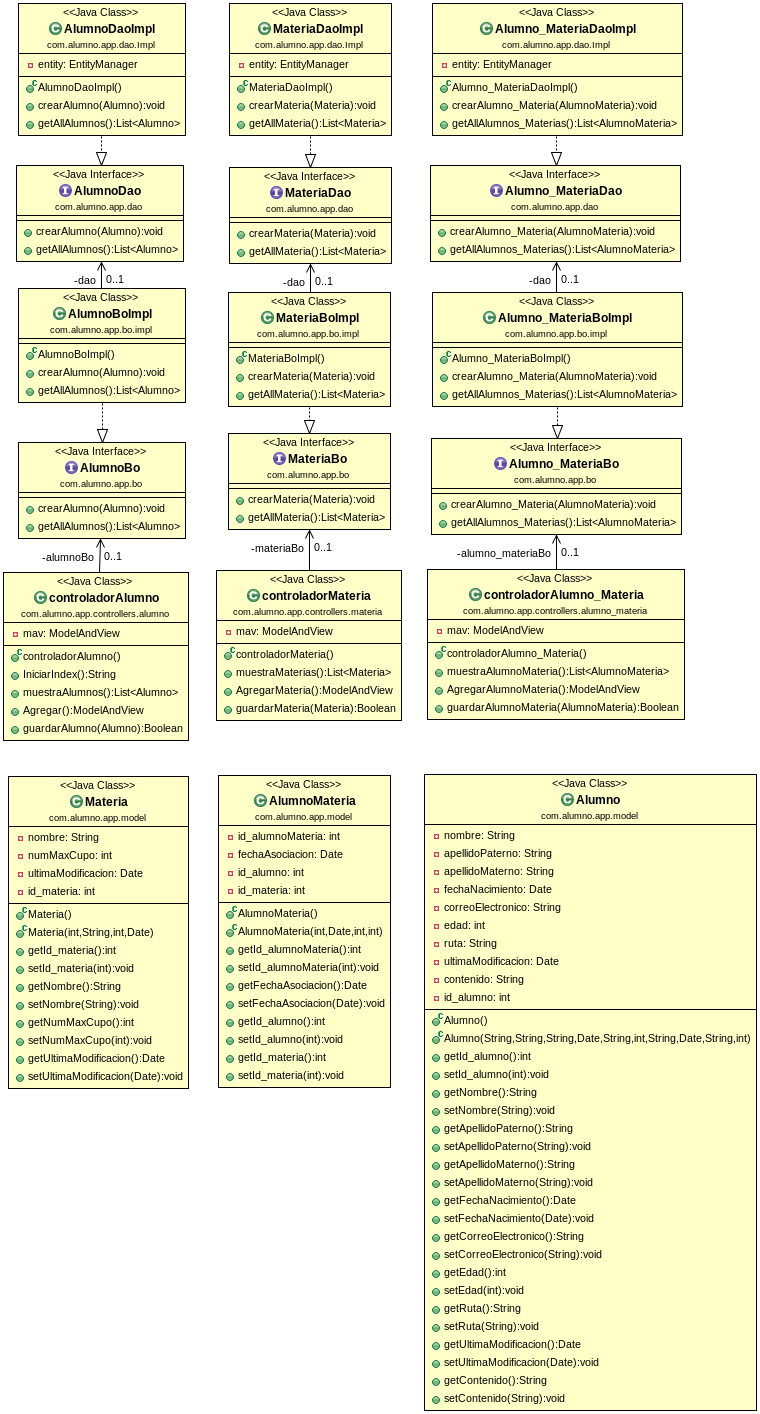 <<Java Class>>
AlumnoDaoImpl
com.alumno.app.dao.Impl
entity: EntityManager
AlumnoDaoImpl()
crearAlumno(Alumno):void
getAllAlumnos():List<Alumno>
<<Java Interface>>
AlumnoDao
com.alumno.app.dao
crearAlumno(Alumno):void
getAllAlumnos():List<Alumno>
-dao 0..1
<<Java Class>>
AlumnoBoImpl
com.alumno.app.bo.impl
AlumnoBoImpl()
crearAlumno(Alumno):void
getAllAlumnos():List<Alumno>
<<Java Interface>>
AlumnoBo
com.alumno.app.bo
crearAlumno(Alumno):void
getAllAlumnos():List<Alumno>
-alumnoBo 0..1
<<Java Class>>
controladorAlumno
com.alumno.app.controllers.alumno
mav: ModelAndView
controladorAlumno()
IniciarIndex():String
muestraAlumnos():List<Alumno>
Agregar():ModelAndView
guardarAlumno(Alumno):Boolean
<<Java Class>>
MateriaDaoImpl
com.alumno.app.dao.Impl
entity: EntityManager
MateriaDaoImpl()
crearMateria(Materia):void
getAllMateria():List<Materia>
<<Java Interface>>
MateriaDao
com.alumno.app.dao
crearMateria(Materia):void
getAllMateria():List<Materia>
-dao 0..1
<<Java Class>>
MateriaBoImpl
com.alumno.app.bo.impl
MateriaBoImpl()
crearMateria(Materia):void
getAllMateria():List<Materia>
<<Java Interface>>
MateriaBo
com.alumno.app.bo
crearMateria(Materia):void
getAllMateria():List<Materia>
-materiaBo 0..1
<<Java Class>>
controladorMateria
com.alumno.app.controllers.materia
mav: ModelAndView
controladorMateria()
muestraMaterias():List<Materia>
AgregarMateria():ModelAndView
guardarMateria(Materia):Boolean
<<Java Class>>
Alumno_MateriaDaoImpl
com.alumno.app.dao.Impl
entity: EntityManager
Alumno_MateriaDaoImpl()
crearAlumno_Materia(AlumnoMateria):void
getAllAlumnos_Materias():List<AlumnoMateria>
<<Java Interface>>
Alumno_MateriaDao
com.alumno.app.dao
crearAlumno_Materia(AlumnoMateria):void
getAllAlumnos_Materias():List<AlumnoMateria>
-dao 0..1
<<Java Class>>
Alumno_MateriaBoImpl
com.alumno.app.bo.impl
Alumno_MateriaBoImpl()
crearAlumno_Materia(AlumnoMateria):void
getAllAlumnos_Materias():List<AlumnoMateria>
<<Java Interface>>
Alumno_MateriaBo
com.alumno.app.bo
crearAlumno_Materia(AlumnoMateria):void
getAllAlumnos_Materias():List<AlumnoMateria>
-alumno_materiaBo 0..1
<<Java Class>>
controladorAlumno_Materia
com.alumno.app.controllers.alumno_materia
mav: ModelAndView
controladorAlumno_Materia()
muestraAlumnoMateria():List<AlumnoMateria>
AgregarAlumnoMateria():ModelAndView
guardarAlumnoMateria(AlumnoMateria):Boolean
<<Java Class>>
Materia
com.alumno.app.model
nombre: String
numMaxCupo: int
ultimaModificacion: Date
id_materia: int
Materia()
Materia(int,String,int,Date)
getId_materia():int
setId_materia(int):void
getNombre():String
setNombre(String):void
getNumMaxCupo():int
setNumMaxCupo(int):void
getUltimaModificacion():Date
setUltimaModificacion(Date):void
<<Java Class>>
AlumnoMateria
com.alumno.app.model
id_alumnoMateria: int
fechaAsociacion: Date
id_alumno: int
id_materia: int
AlumnoMateria()
AlumnoMateria(int,Date,int,int)
getId_alumnoMateria():int
setId_alumnoMateria(int):void
getFechaAsociacion():Date
setFechaAsociacion(Date):void
getId_alumno():int
setId_alumno(int):void
getId_materia():int
setId_materia(int):void
<<Java Class>>
Alumno
com.alumno.app.model
nombre: String
apellidoPaterno: String
apellidoMaterno: String
fechaNacimiento: Date
correoElectronico: String
edad: int
ruta: String
ultimaModificacion: Date
contenido: String
id_alumno: int
Alumno()
Alumno(String,String,String,Date,String,int,String,Date,String,int)
getId_alumno():int
setId_alumno(int):void
getNombre():String
setNombre(String):void
getApellidoPaterno():String
setApellidoPaterno(String):void
getApellidoMaterno():String
setApellidoMaterno(String):void
getFechaNacimiento():Date
setFechaNacimiento(Date):void
getCorreoElectronico():String
setCorreoElectronico(String):void
getEdad():int
setEdad(int):void
getRuta():String
setRuta(String):void
getUltimaModificacion():Date
setUltimaModificacion(Date):void
getContenido():String
setContenido(String):void